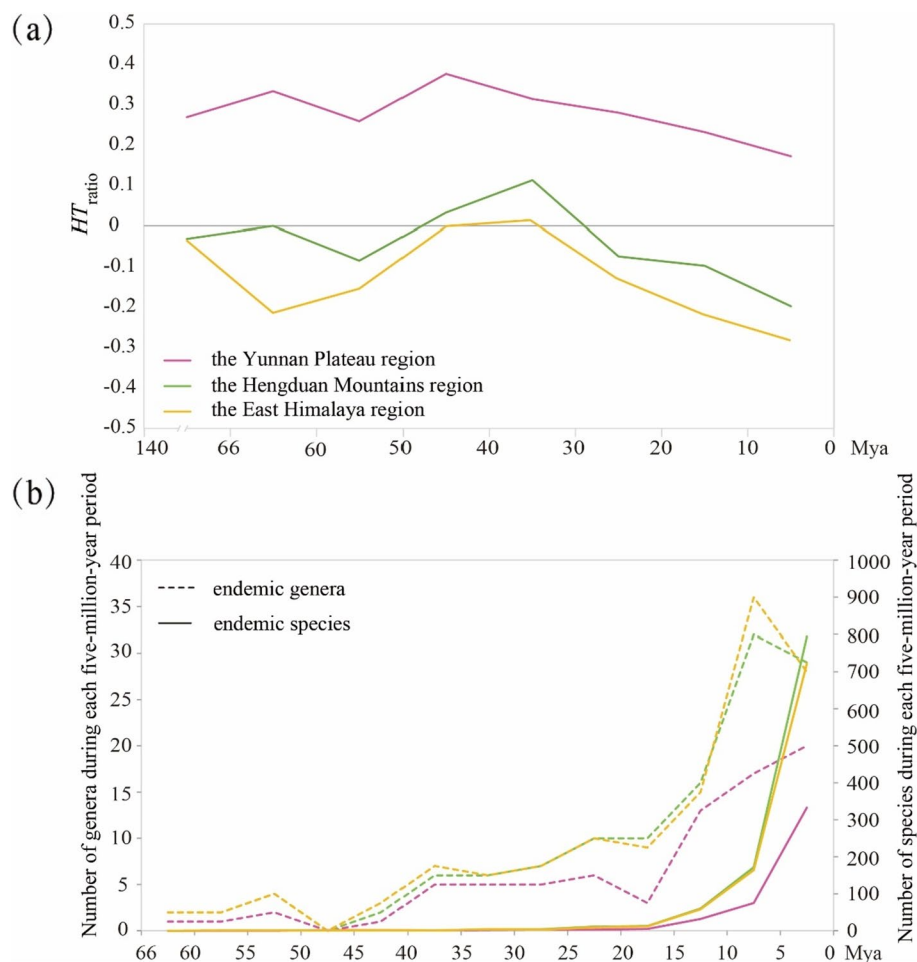 (a)
0.5
0.4
0.3
0.2
0.1
0
-0.1
-0.2
-0.3
-0.4
-0.5
HTratio
the Yunnan Plateau region
the Hengduan Mountains region
the East Himalaya region
140 66 60 50 40 30 20 10 0 Mya
(b)
Number of genera during each five-million-year period
40
35
30
25
20
15
10
5
0
endemic genera
endemic species
1000
900
800
700
600
500
400
300
200
100
0
Number of species during each five-million-year period
66 60 55 50 45 40 35 30 25 20 15 10 5 0 Mya